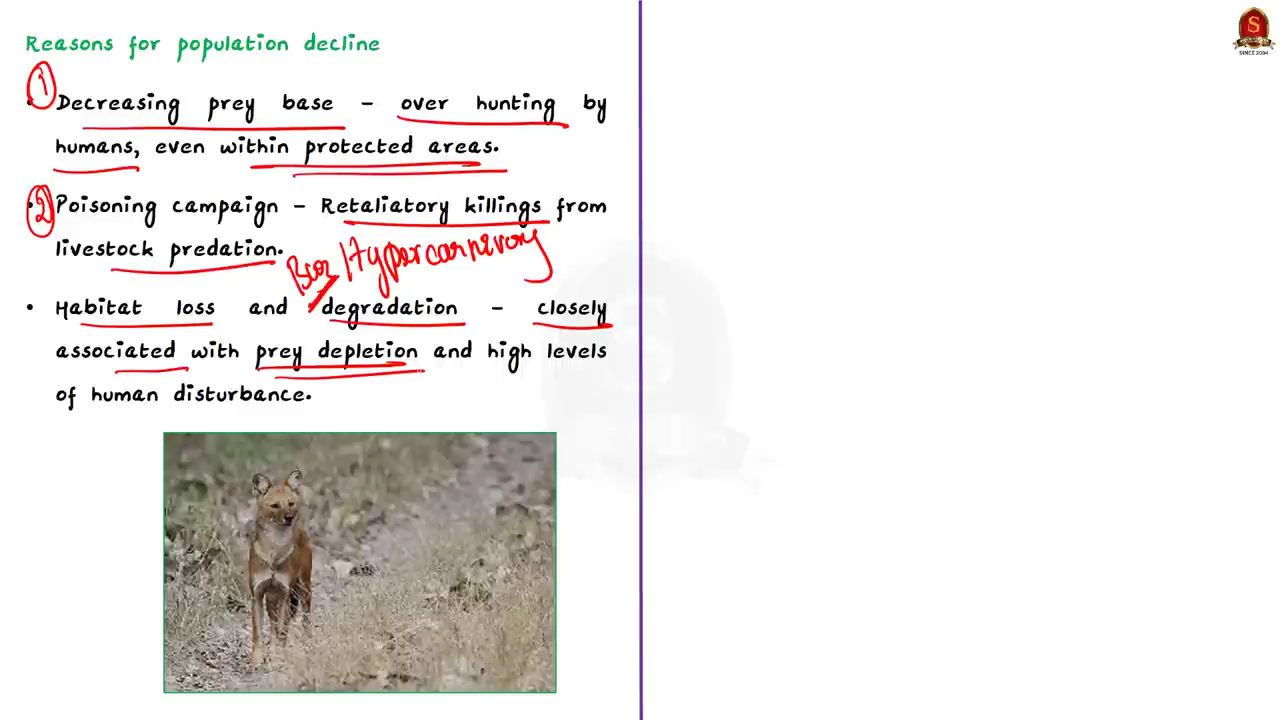 Reasons for population decline
1
• Decreasing prey base – over hunting by
humans, even within protected areas.
2
Poisoning campaign – Retaliatory killings from
livestock predation.
Hypercarnivory
• Habitat loss and degradation – closely
associated with prey depletion and high levels
of human disturbance.
S
SINCE 2004